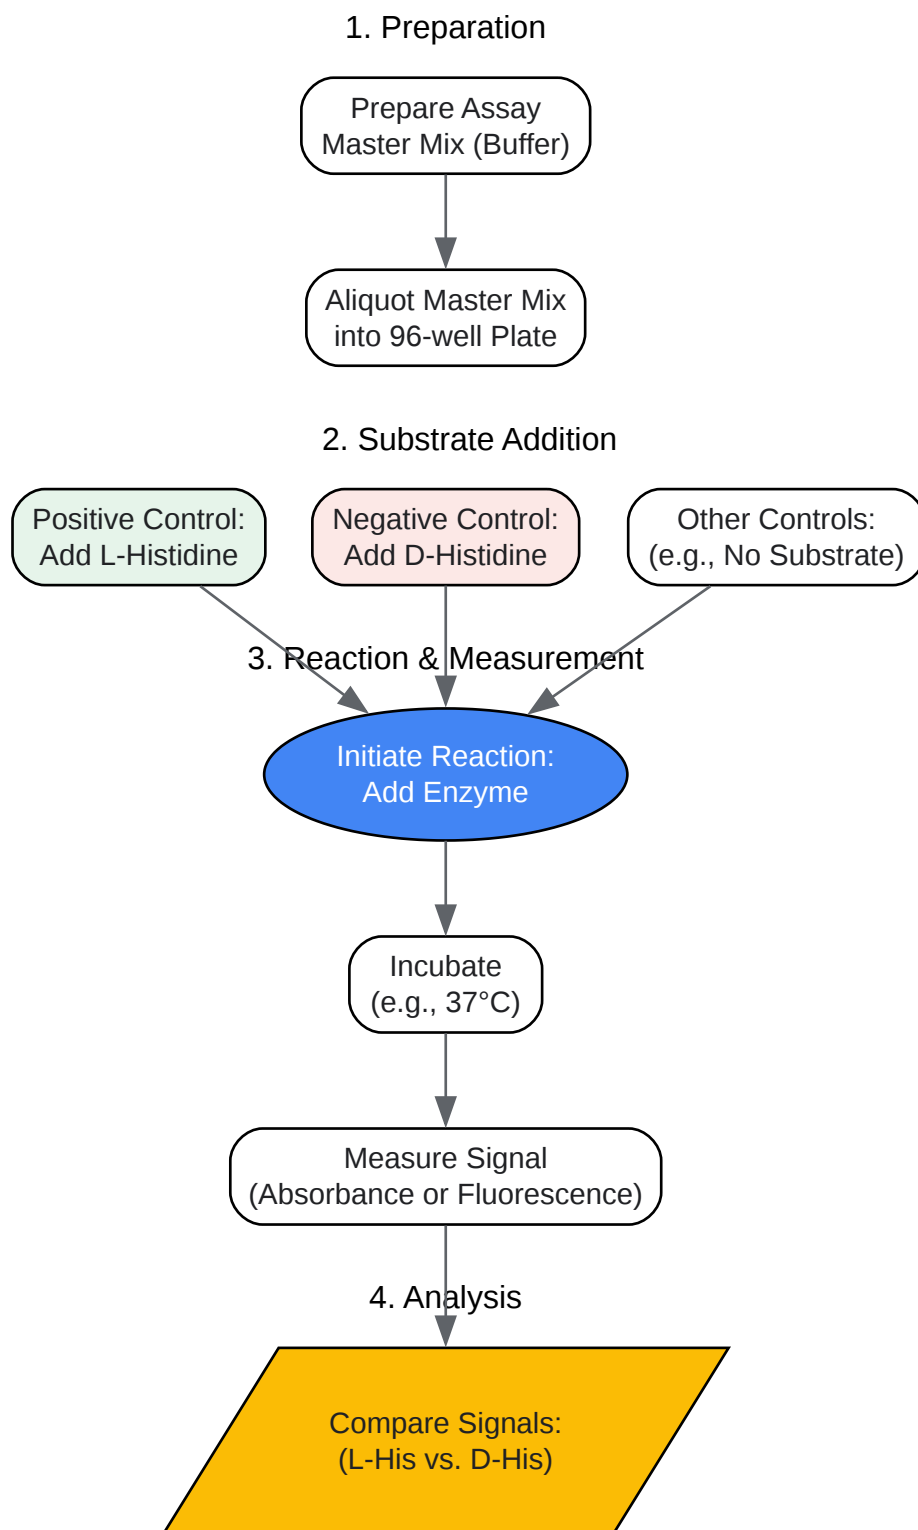 1. Preparation
Prepare Assay
Master Mix (Buffer)
Aliquot Master Mix
into 96-well Plate
2. Substrate Addition
Positive Control:
Add L-Histidine
Negative Control:
Add D-Histidine
Other Controls:
(e.g., No Substrate)
3. Reaction & Measurement
Initiate Reaction:
Add Enzyme
Incubate
(e.g., 37°C)
Measure Signal
(Absorbance or Fluorescence)
4. Analysis
Compare Signals:
(L-His vs. D-His)